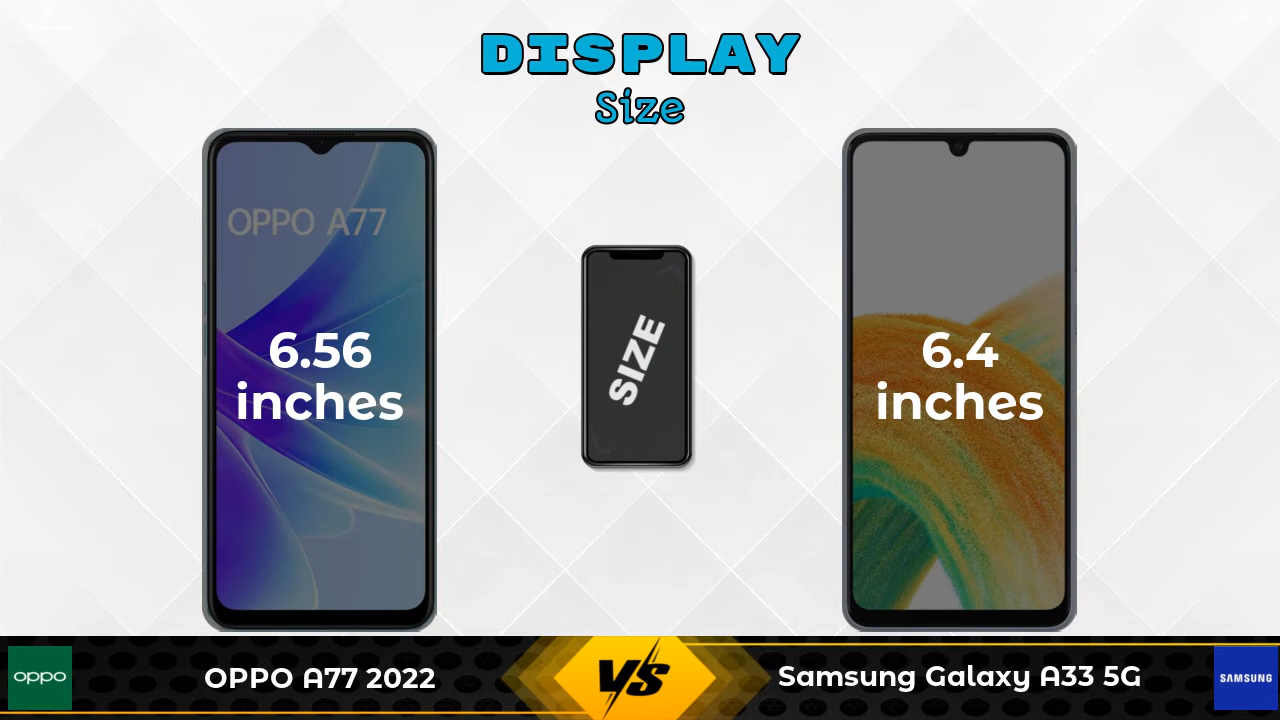 DISPLAY
Size
OPPO A77
6.56
inches
SIZE
6.4
inches
oppo
OPPO A77 2022
VS
Samsung Galaxy A33 5G
SAMSUNG